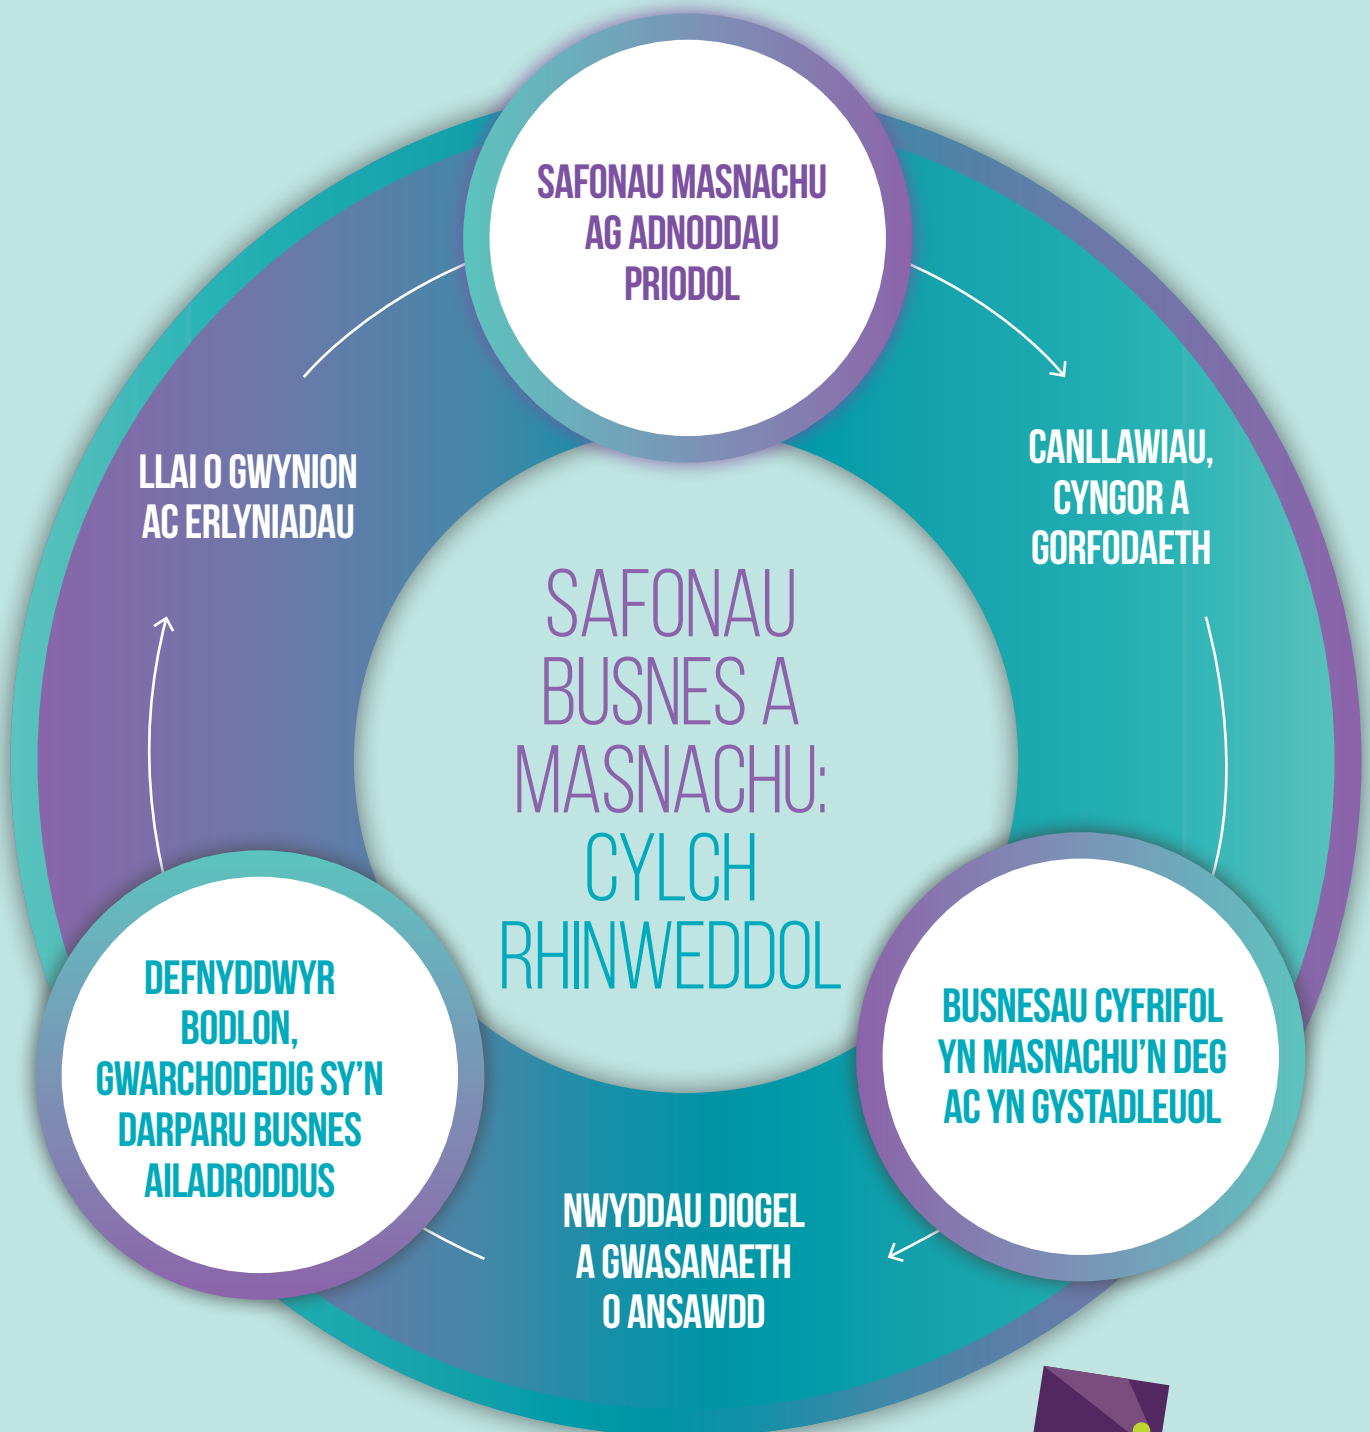 SAFONAU MASNACHU
AG ADNODDAU
PRIODOL
CANLLAWIAU,
CYNGOR A
GORFODAETH
BUSNESAU CYFRIFOL
YN MASNACHU'N DEG
AC YN GYSTADLEUOL
NWYDDAU DIOGEL
A GWASANAETH
O ANSAWDD
DEFNYDDWYR
BODLON,
GWARCHODEDIG SY'N
DARPARU BUSNES
AILADRODDUS
LLAI O GWYNION
AC ERLYNIADAU
SAFONAU
BUSNES A
MASNACHU:
CYLCH
RHINWEDDOL